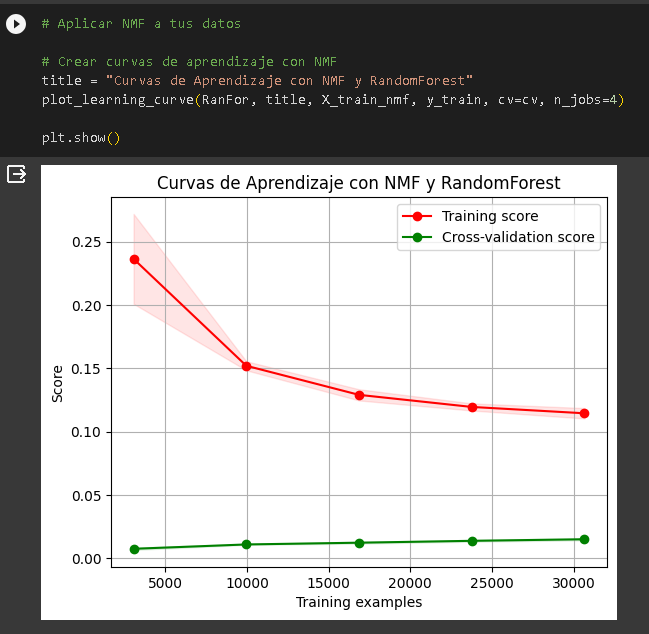 # Aplicar NMF a tus datos
# Crear curvas de aprendizaje con NMF
title = "Curvas de Aprendizaje con NMF y RandomForest"
plot_learning_curve(RanFor, title, X_train_nmf, y_train, cv=cv, n_jobs=4)
plt.show()
Curvas de Aprendizaje con NMF y RandomForest
Training score
Cross-validation score
0.25
0.20
0.15
0.10
0.05
0.00
Score
5000 10000 15000 20000 25000 30000
Training examples